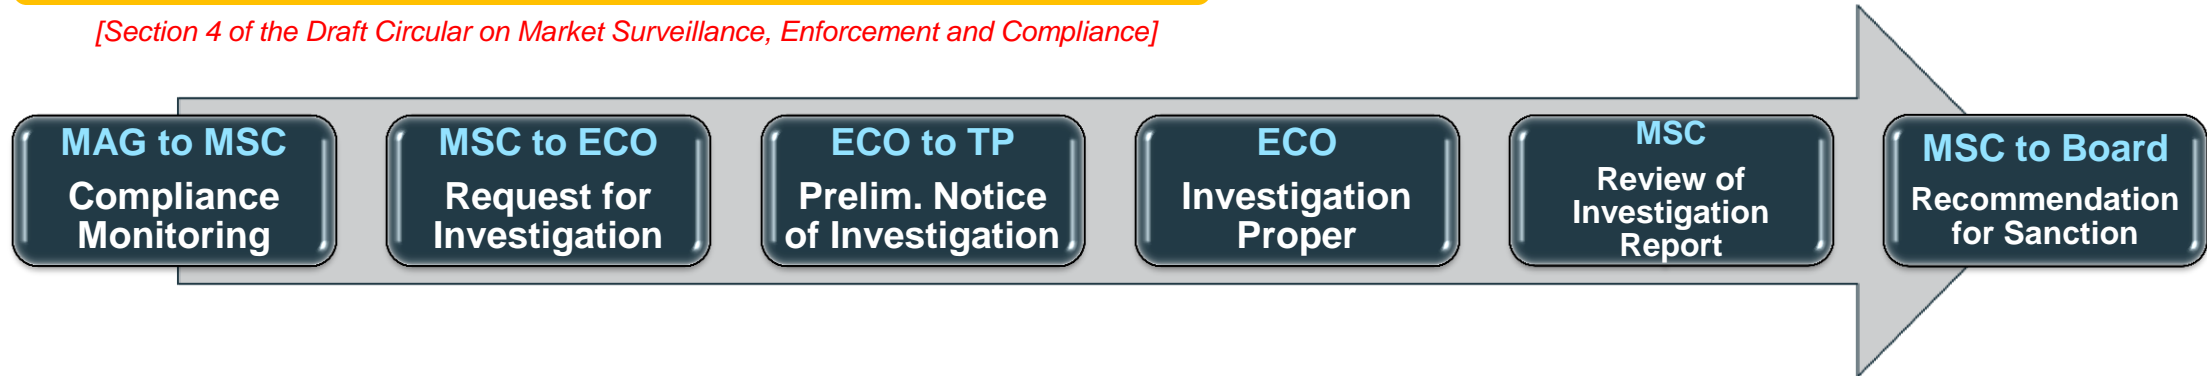 [Section 4 of the Draft Circular on Market Surveillance, Enforcement and Compliance]
MAG to MSC
Compliance
Monitoring
MSC to ECO
Request for
Investigation
ECO to TP
Prelim. Notice
of Investigation
ECO
Investigation
Proper
MSC
Review of
Investigation
Report
MSC to Board
Recommendation
for Sanction